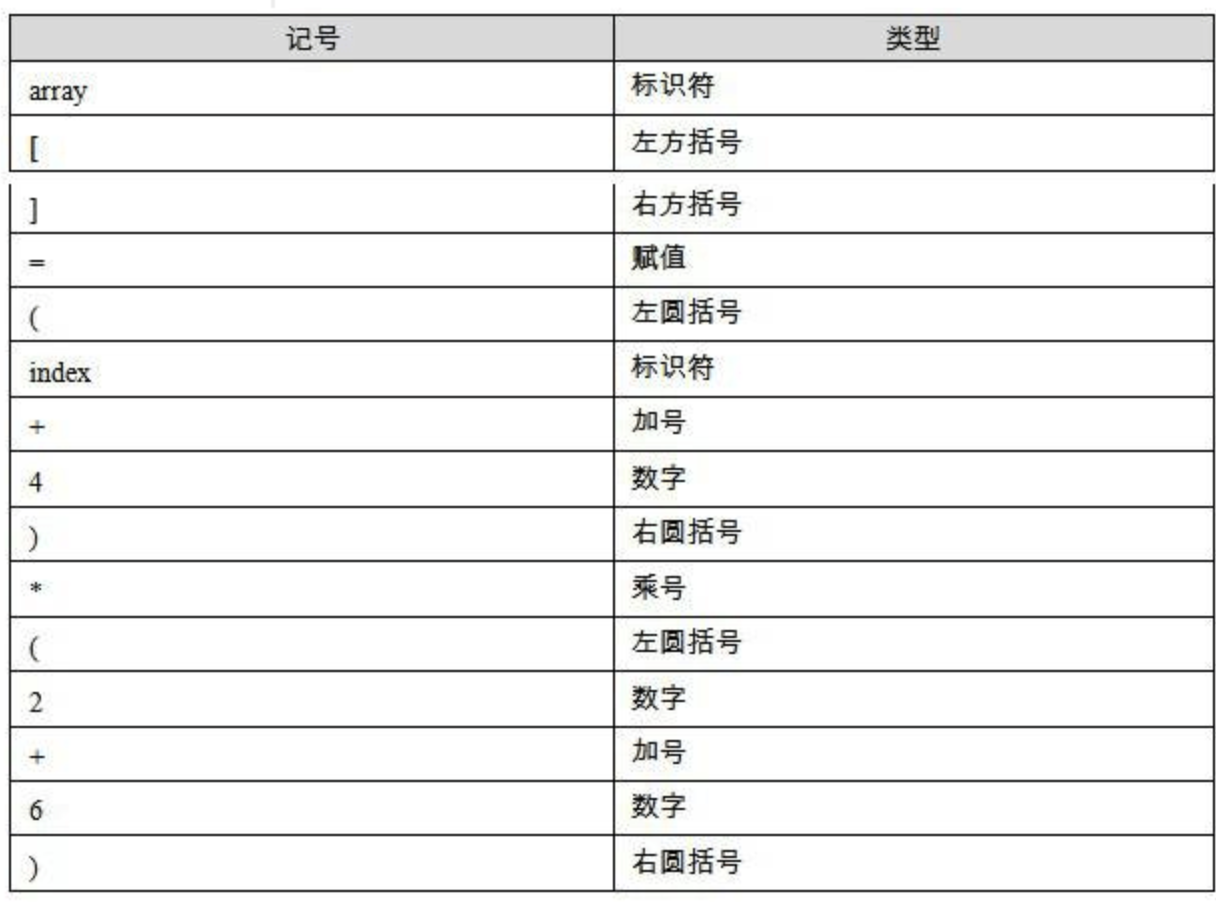 记号 类型
array 标识符
[ 左方括号
] 右方括号
= 赋值
( 左圆括号
index 标识符
+ 加号
4 数字
) 右圆括号
* 乘号
( 左圆括号
2 数字
+ 加号
6 数字
) 右圆括号